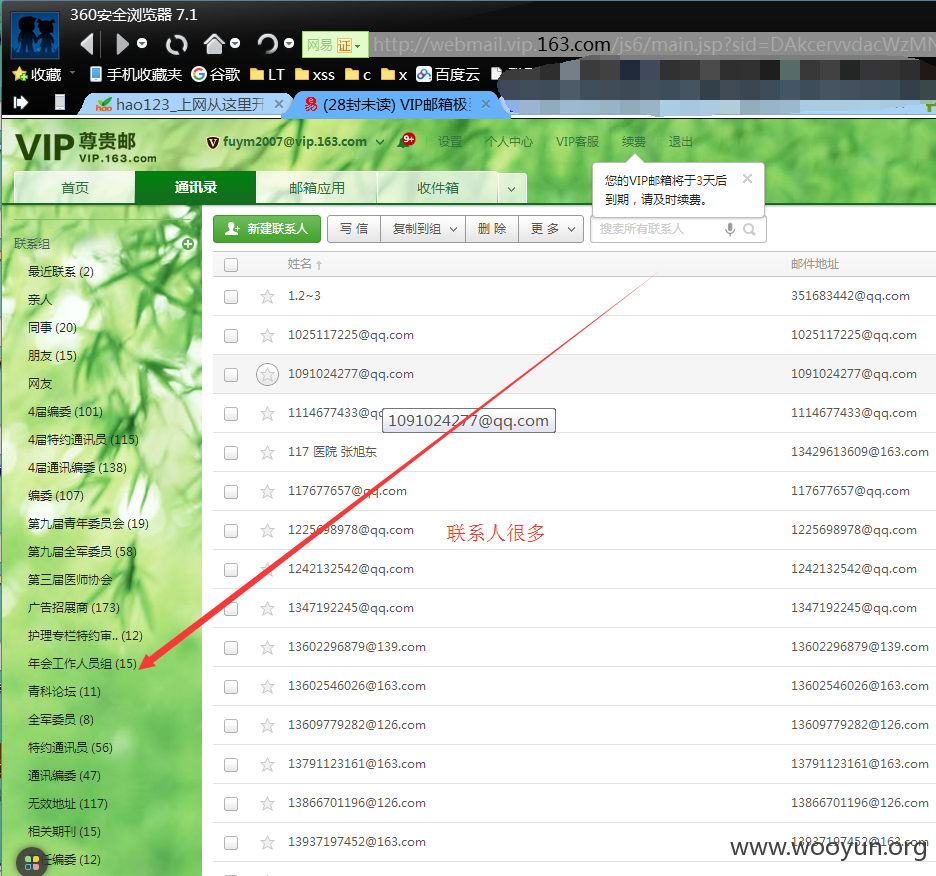 360安全浏览器 7.1
网易 证 http://webmail.vip.163.com/js6/main.jsp?sid=DAkcervvdacWzMN
收藏 手机收藏夹 谷歌 LT xss c x 百度云
hao123_上网从这里开 (28封未读) VIP邮箱极
VIP 尊贵邮
VIP.163.com
fuym2007@vip.163.com 9+ 设置 个人中心 VIP客服 续费 退出
首页 通讯录 邮箱应用 收件箱
您的VIP邮箱将于3天后
到期，请及时续费。
新建联系人 写 信 复制到组 删 除 更 多 搜索所有联系人
联系组
最近联系 (2)
亲人
同事 (20)
朋友 (15)
网友
4届编委 (101)
4届特约通讯员 (115)
4届通讯编委 (138)
编委 (107)
第九届青年委员会 (19)
第九届全军委员 (58)
第三届医师协会
广告招展商 (173)
护理专栏特约审.. (12)
年会工作人员组 (15)
青科论坛 (11)
全军委员 (8)
特约通讯员 (56)
通讯编委 (47)
无效地址 (117)
相关期刊 (15)
任编委 (12)
姓名↑ 邮件地址
1.2~3 351683442@qq.com
1025117225@qq.com 1025117225@qq.com
1091024277@qq.com 1091024277@qq.com
1114677433@qc 1114677433@qq.com
1091024277@qq.com
117 医院 张旭东 13429613609@163.com
117677657@qq.com 117677657@qq.com
1225698978@qq.com 1225698978@qq.com
联系人很多
1242132542@qq.com 1242132542@qq.com
1347192245@qq.com 1347192245@qq.com
13602296879@139.com 13602296879@139.com
13602546026@163.com 13602546026@163.com
13609779282@126.com 13609779282@126.com
13791123161@163.com 13791123161@163.com
13866701196@126.com 13866701196@126.com
13937197452@163.com 13937197452@163.com
www.wooyun.org